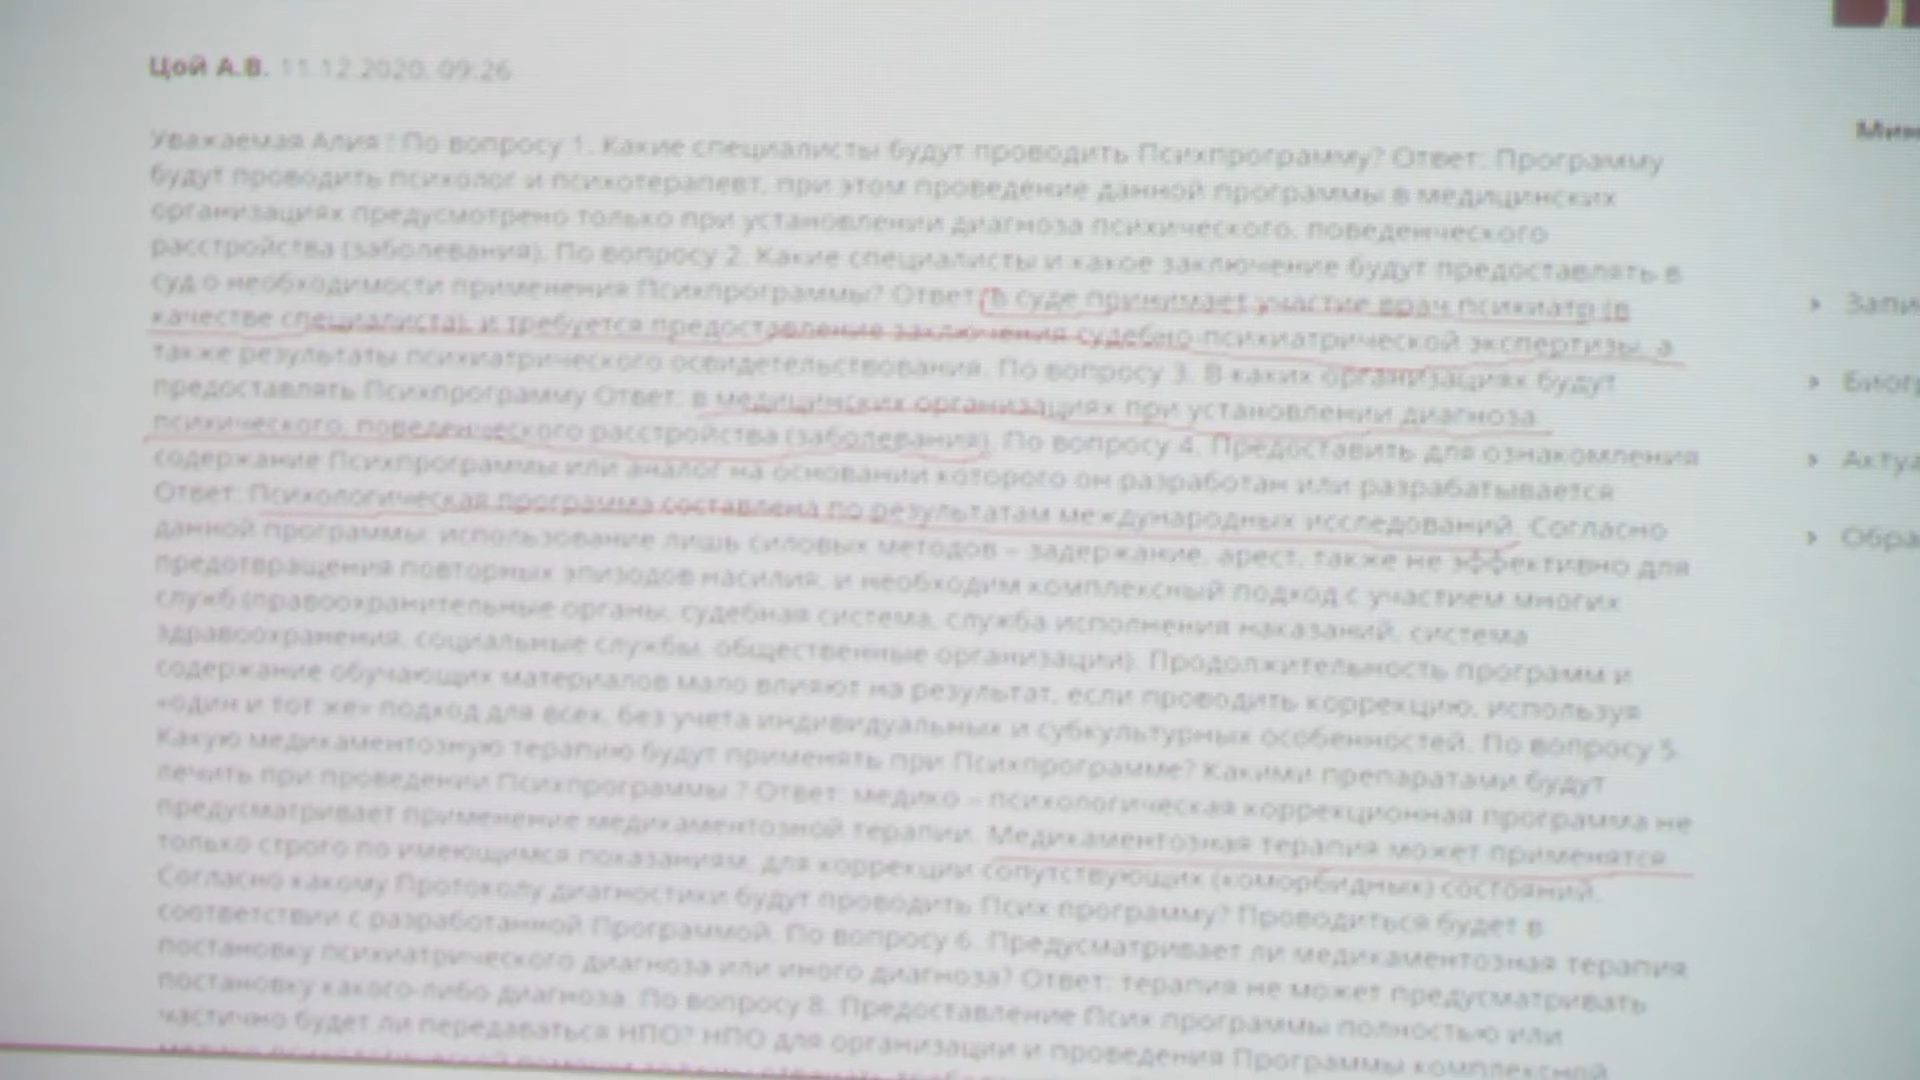 Цой А.В. 11.12.2020, 09:26
Уважаемая Алия ! По вопросу 1. Какие специалисты будут проводить Психпрограмму? Ответ: Программу
будут проводить психолог и психотерапевт, при этом проведение данной программы в медицинских
организациях предусмотрено только при установлении диагноза психического, поведенческого
расстройства (заболевания). По вопросу 2. Какие специалисты и какое заключение будут предоставлять в
суд о необходимости применения Психпрограммы? Ответ: в суде принимает участие врач психиатр (в
качестве специалиста), и требуется предоставление заключения судебно-психиатрической экспертизы, а
также результаты психиатрического освидетельствования. По вопросу 3. В каких организациях будут
предоставлять Психпрограмму Ответ: в медицинских организациях при установлении диагноза
психического, поведенческого расстройства (заболевания). По вопросу 4. Предоставить для ознакомления
содержание Психпрограммы или аналог на основании которого он разработан или разрабатывается
Ответ: Психологическая программа составлена по результатам международных исследований. Согласно
данной программы, использование лишь силовых методов – задержание, арест, также не эффективно для
предотвращения повторных эпизодов насилия, и необходим комплексный подход с участием многих
служб (правоохранительные органы, судебная система, служба исполнения наказаний, система
здравоохранения, социальные службы, общественные организации). Продолжительность программ и
содержание обучающих материалов мало влияют на результат, если проводить коррекцию, используя
«один и тот же» подход для всех, без учета индивидуальных и субкультурных особенностей. По вопросу 5.
Какую медикаментозную терапию будут применять при Психпрограмме? Какими препаратами будут
лечить при проведении Психпрограммы ? Ответ: медико – психологическая коррекционная программа не
предусматривает применение медикаментозной терапии. Медикаментозная терапия может применятся
только строго по имеющимся показаниям, для коррекции сопутствующих (коморбидных) состояний.
Согласно какому Протоколу диагностики будут проводить Псих программу? Проводиться будет в
соответствии с разработанной Программой. По вопросу 6. Предусматривает ли медикаментозная терапия
постановку психиатрического диагноза или иного диагноза? Ответ: терапия не может предусматривать
постановку какого-либо диагноза. По вопросу 8. Предоставление Псих программы полностью или
частично будет ли передаваться НПО? НПО для организации и проведения Программы комплексной
Мин
Запи
Биогр
Актуа
Обра